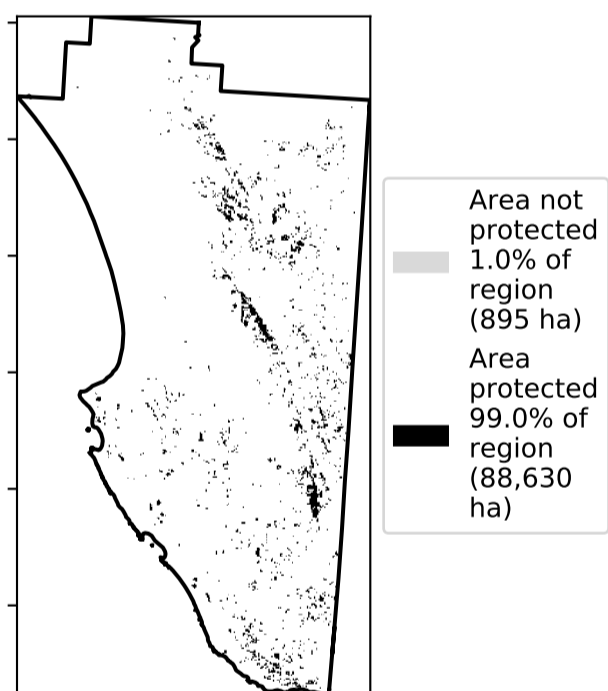 Area not
protected
1.0% of
region
(895 ha)
Area
protected
99.0% of
region
(88,630
ha)